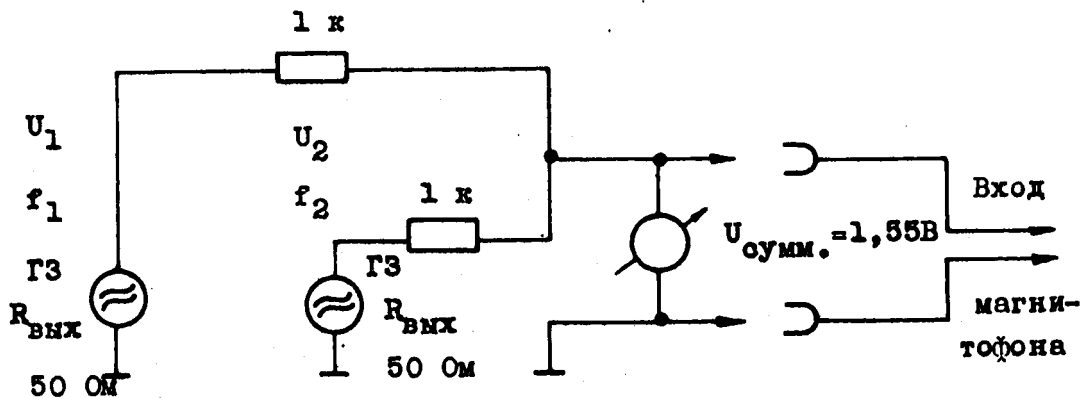 1 к
U1
f1
ГЗ
Rвых
50 Ом
U2
f2
1 к
ГЗ
Rвых
50 Ом
Uсумм.=1,55В
Вход
магни-
тофона